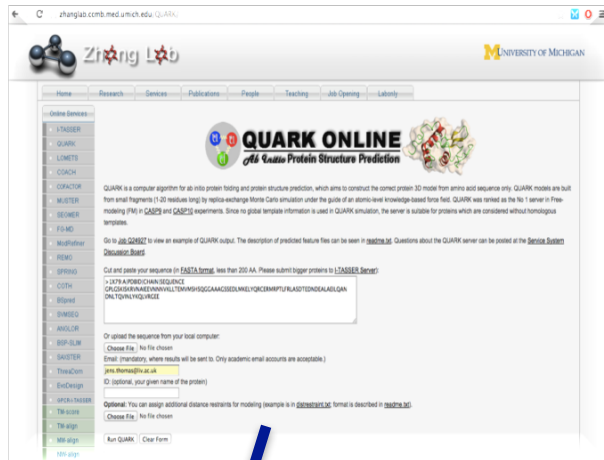 zhanglab.ccmb.med.umich.edu/QUARK/
Zhang Lab
UNIVERSITY OF MICHIGAN
Home Research Services Publications People Teaching Job Opening Labonly
Online Services
I-TASSER
QUARK
LOMETS
COACH
COFACTOR
MUSTER
SEGMER
FG-MD
ModRefiner
REMO
SPRING
COTH
BSpred
SVMSEQ
ANGLOR
BSP-SLIM
SAXSTER
ThreaDom
EvoDesign
GPCR-I-TASSER
TM-score
TM-align
MM-align
NW-align
QUARK ONLINE
Ab Initio Protein Structure Prediction
QUARK is a computer algorithm for ab initio protein folding and protein structure prediction, which aims to construct the correct protein 3D model from amino acid sequence only. QUARK models are built
from small fragments (1-20 residues long) by replica-exchange Monte Carlo simulation under the guide of an atomic-level knowledge-based force field. QUARK was ranked as the No 1 server in Free-
modeling (FM) in CASP9 and CASP10 experiments. Since no global template information is used in QUARK simulation, the server is suitable for proteins which are considered without homologous
templates.
Go to Job Q24927 to view an example of QUARK output. The description of predicted feature files can be seen in readme.txt. Questions about the QUARK server can be posted at the Service System
Discussion Board.
Cut and paste your sequence (in FASTA format, less than 200 AA. Please submit bigger proteins to I-TASSER Server):
DNLTQVINLYKQLVRGEE
Or upload the sequence from your local computer:
Choose File No file chosen
Email: (mandatory, where results will be sent to. Only academic email accounts are acceptable.)
jens.thomas@liv.ac.uk
ID: (optional, your given name of the protein)
Optional: You can assign additional distance restraints for modeling (example is in distrestraint.txt; format is described in readme.txt).
Choose File No file chosen
Run QUARK Clear Form